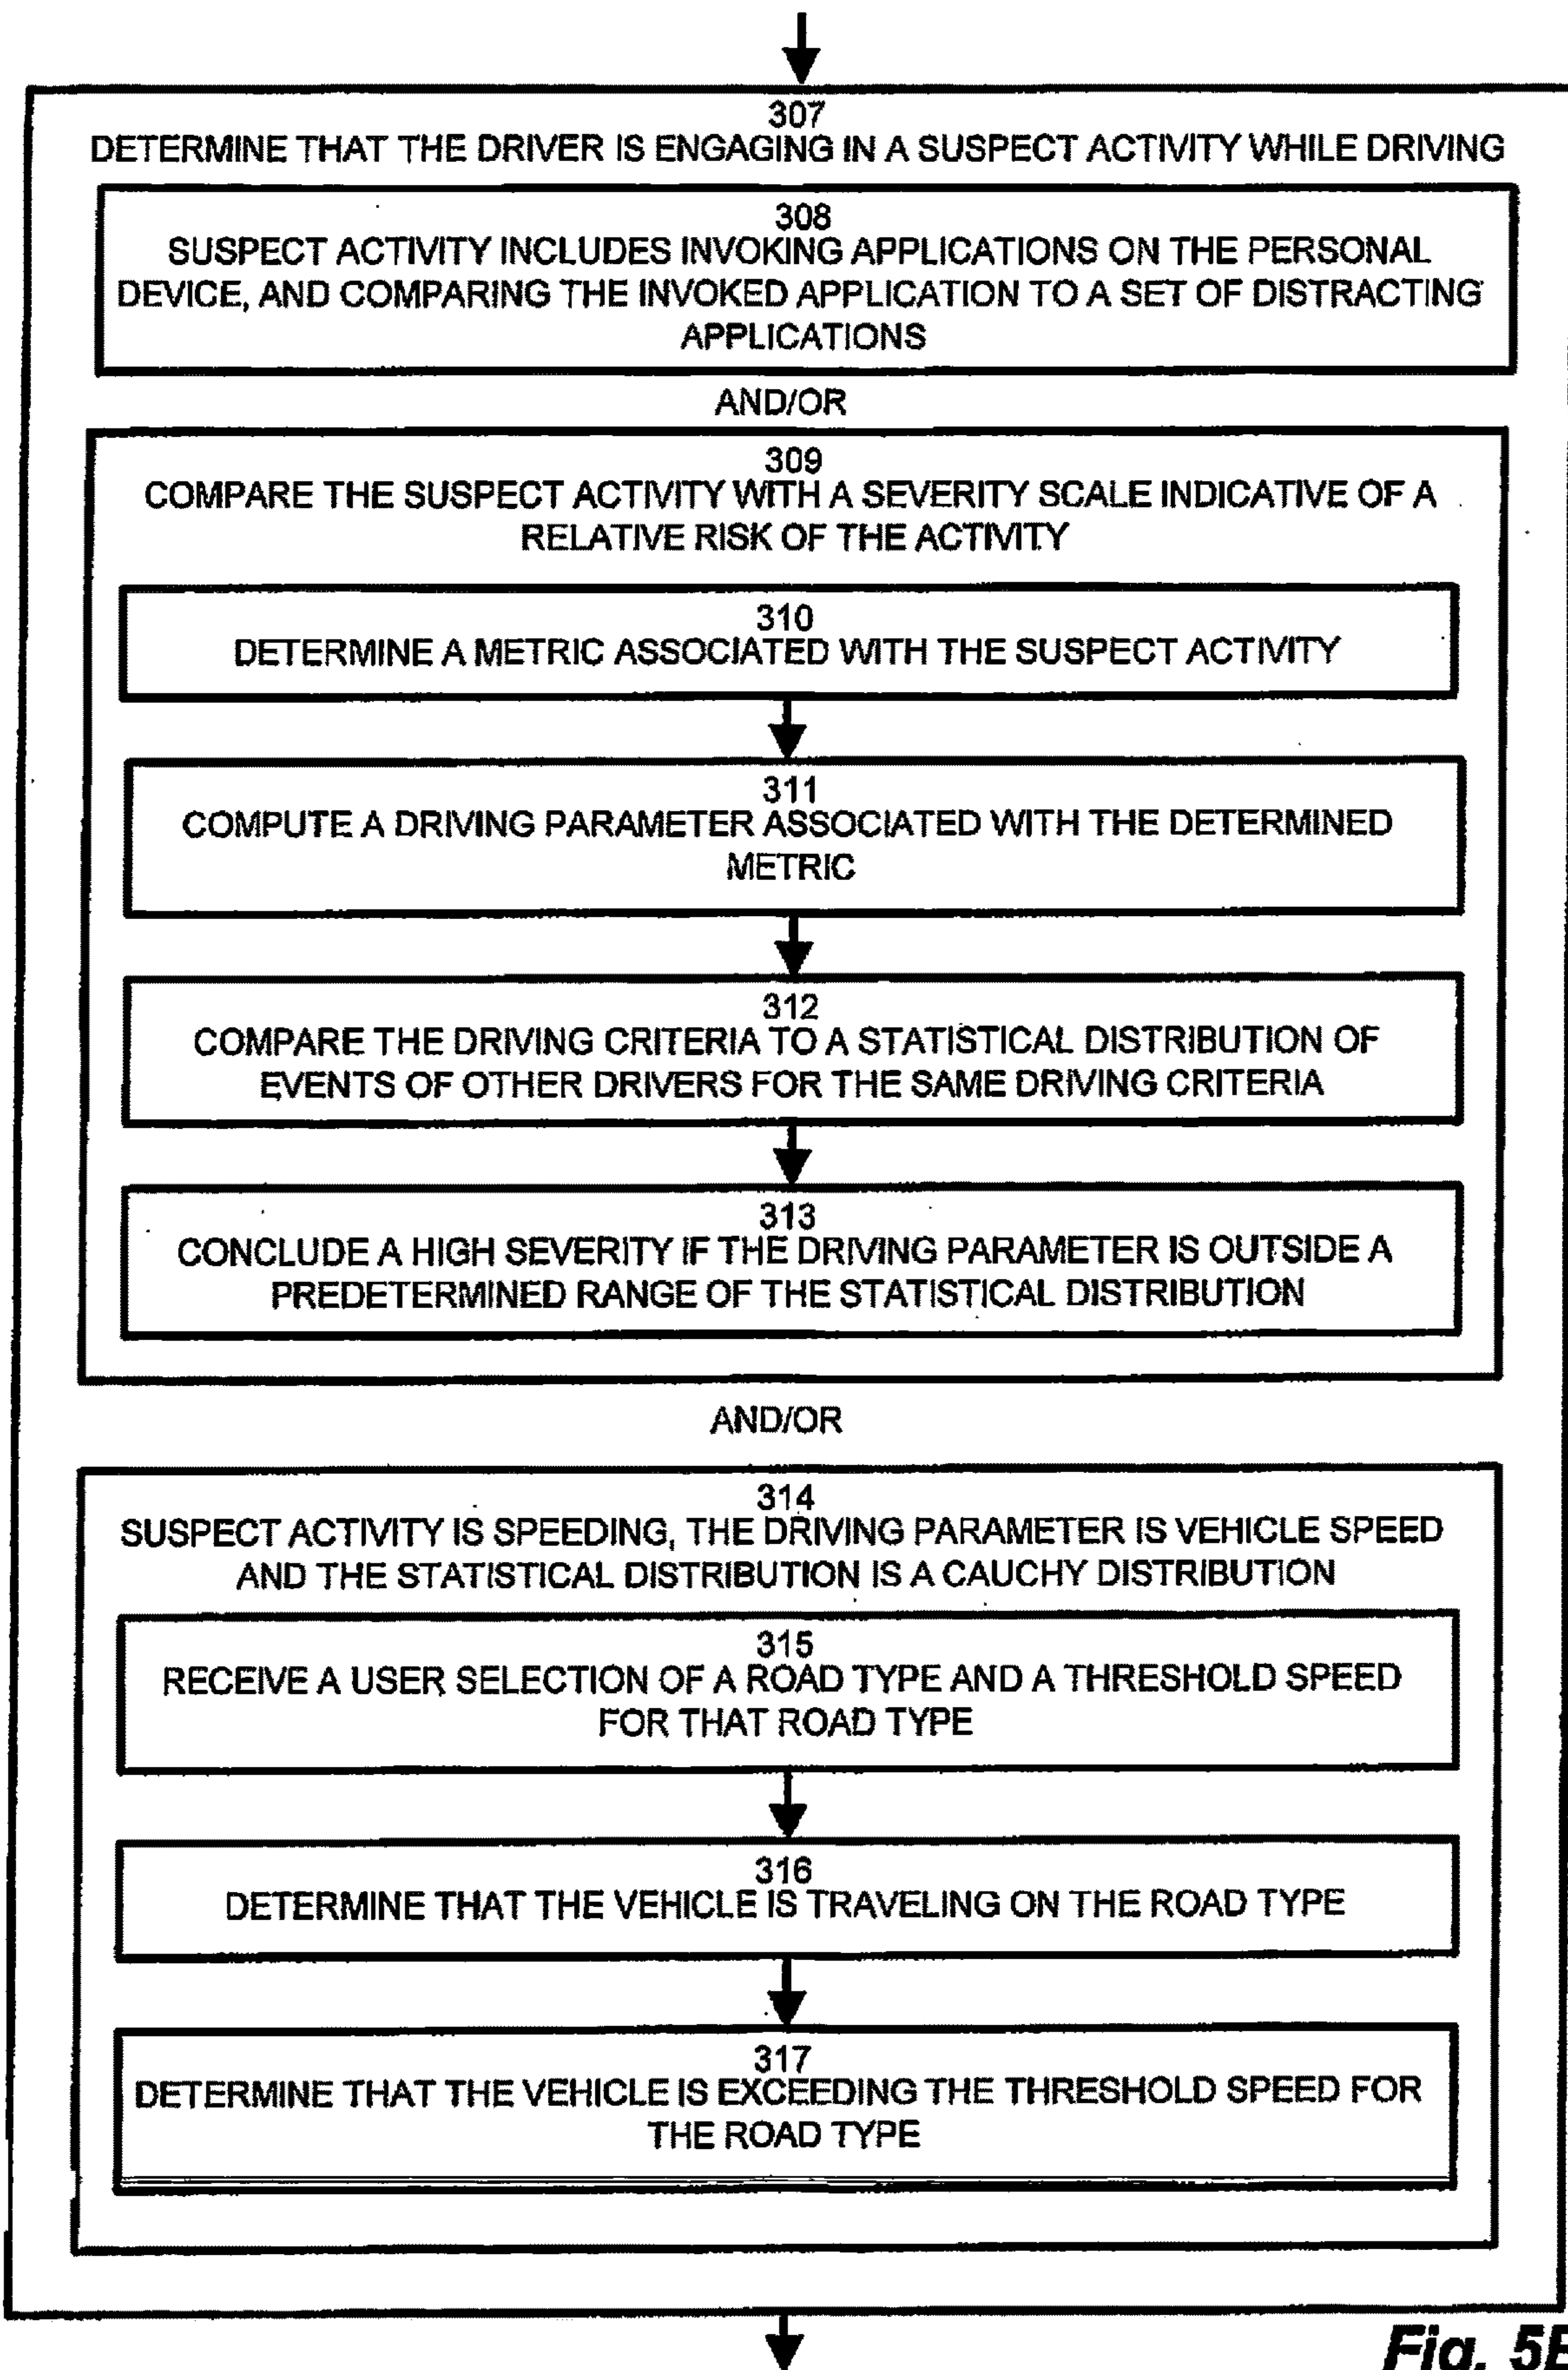 307
DETERMINE THAT THE DRIVER IS ENGAGING IN A SUSPECT ACTIVITY WHILE DRIVING
308
SUSPECT ACTIVITY INCLUDES INVOKING APPLICATIONS ON THE PERSONAL
DEVICE, AND COMPARING THE INVOKED APPLICATION TO A SET OF DISTRACTING
APPLICATIONS
AND/OR
309
COMPARE THE SUSPECT ACTIVITY WITH A SEVERITY SCALE INDICATIVE OF A
RELATIVE RISK OF THE ACTIVITY
310
DETERMINE A METRIC ASSOCIATED WITH THE SUSPECT ACTIVITY
311
COMPUTE A DRIVING PARAMETER ASSOCIATED WITH THE DETERMINED
METRIC
312
COMPARE THE DRIVING CRITERIA TO A STATISTICAL DISTRIBUTION OF
EVENTS OF OTHER DRIVERS FOR THE SAME DRIVING CRITERIA
313
CONCLUDE A HIGH SEVERITY IF THE DRIVING PARAMETER IS OUTSIDE A
PREDETERMINED RANGE OF THE STATISTICAL DISTRIBUTION
AND/OR
314
SUSPECT ACTIVITY IS SPEEDING, THE DRIVING PARAMETER IS VEHICLE SPEED
AND THE STATISTICAL DISTRIBUTION IS A CAUCHY DISTRIBUTION
315
RECEIVE A USER SELECTION OF A ROAD TYPE AND A THRESHOLD SPEED
FOR THAT ROAD TYPE
316
DETERMINE THAT THE VEHICLE IS TRAVELING ON THE ROAD TYPE
317
DETERMINE THAT THE VEHICLE IS EXCEEDING THE THRESHOLD SPEED FOR
THE ROAD TYPE
Fig. 5B